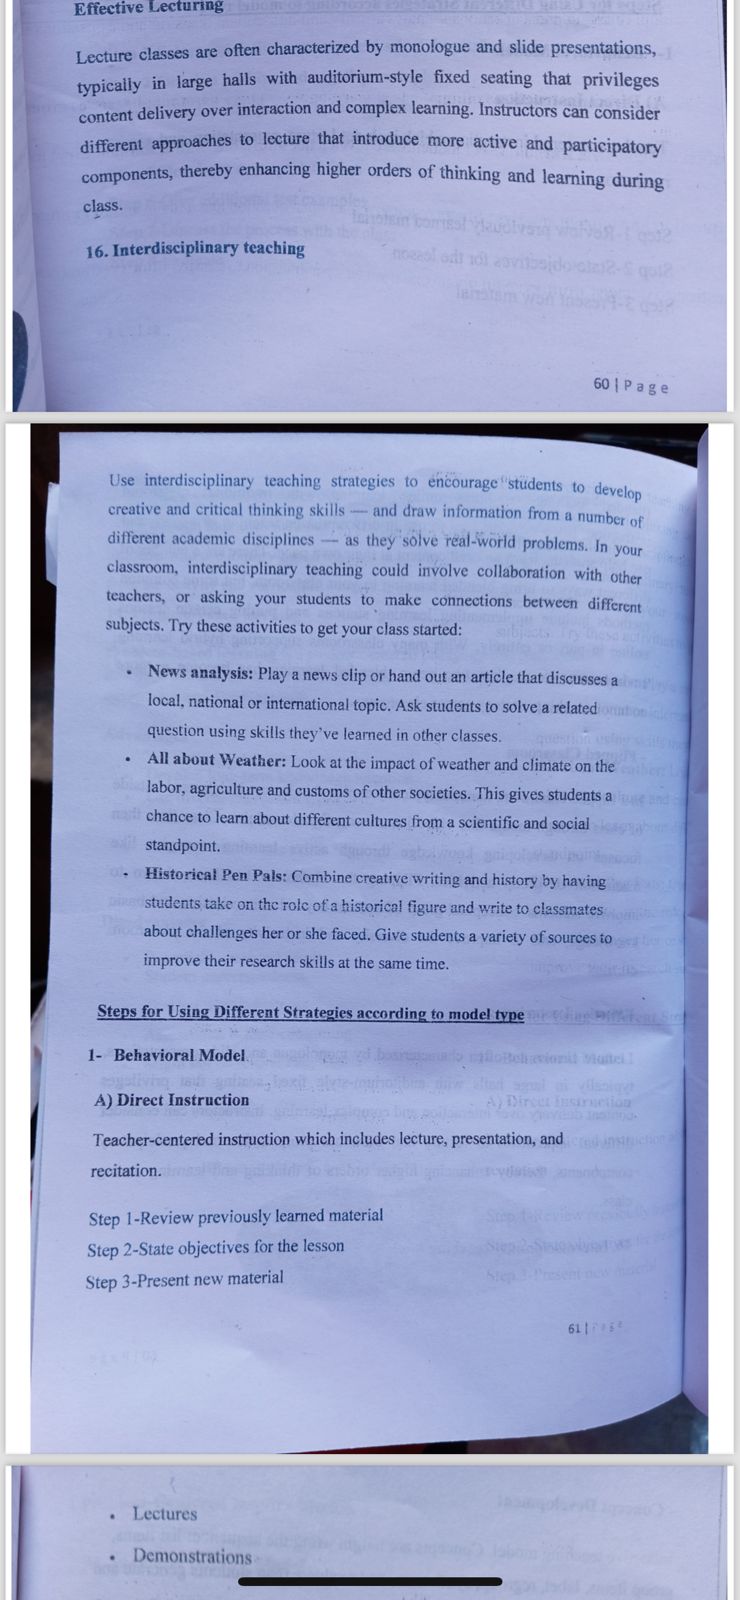 Effective Lecturing
Lecture classes are often characterized by monologue and slide presentations,
typically in large halls with auditorium-style fixed seating that privileges
content delivery over interaction and complex learning. Instructors can consider
different approaches to lecture that introduce more active and participatory
components, thereby enhancing higher orders of thinking and learning during
class.
16. Interdisciplinary teaching
60 | Page
Use interdisciplinary teaching strategies to encourage students to develop
creative and critical thinking skills — and draw information from a number of
different academic disciplines — as they solve real-world problems. In your
classroom, interdisciplinary teaching could involve collaboration with other
teachers, or asking your students to make connections between different
subjects. Try these activities to get your class started:
• News analysis: Play a news clip or hand out an article that discusses a
local, national or international topic. Ask students to solve a related
question using skills they've learned in other classes.
• All about Weather: Look at the impact of weather and climate on the
labor, agriculture and customs of other societies. This gives students a
chance to learn about different cultures from a scientific and social
standpoint.
• Historical Pen Pals: Combine creative writing and history by having
students take on the role of a historical figure and write to classmates
about challenges her or she faced. Give students a variety of sources to
improve their research skills at the same time.
Steps for Using Different Strategies according to model type
1- Behavioral Model
A) Direct Instruction
Teacher-centered instruction which includes lecture, presentation, and
recitation.
Step 1-Review previously learned material
Step 2-State objectives for the lesson
Step 3-Present new material
61 | Page
• Lectures
• Demonstrations